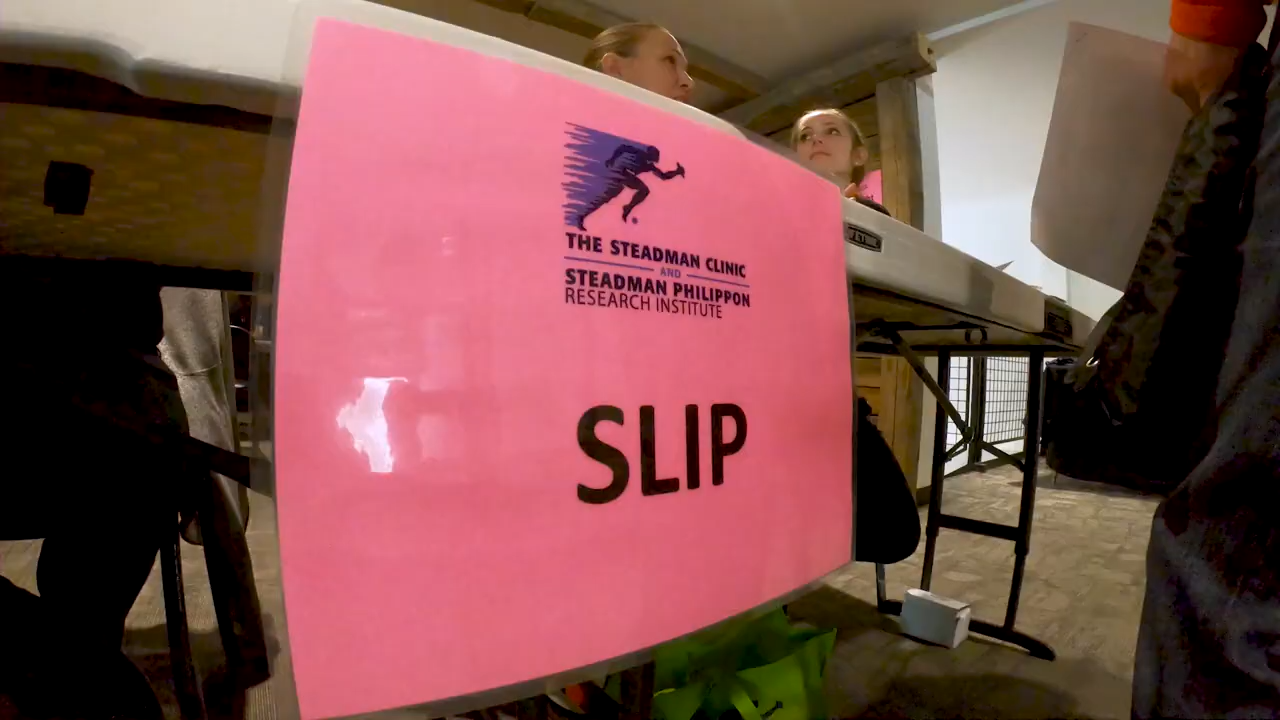 THE STEADMAN CLINIC
AND
STEADMAN PHILIPPON
RESEARCH INSTITUTE
SLIP